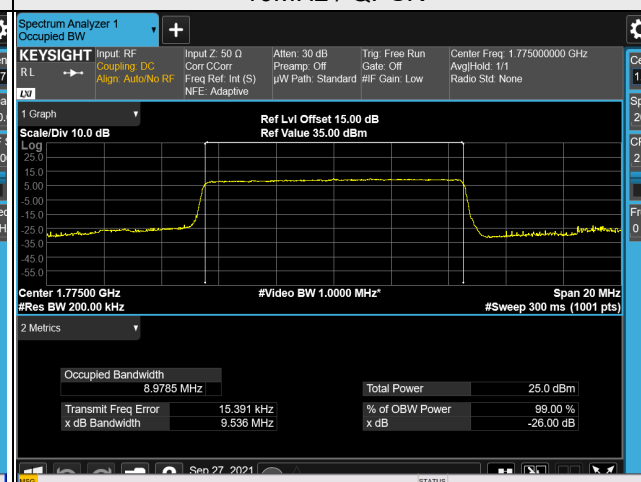 Spectrum Analyzer 1
Occupied BW
KEYSIGHT
RL
LXI
Input: RF
Coupling: DC
Align: Auto/No RF
Input Z: 50 Ω
Corr CCorr
Freq Ref: Int (S)
NFE: Adaptive
Atten: 30 dB
Preamp: Off
µW Path: Standard
Trig: Free Run
Gate: Off
#IF Gain: Low
Center Freq: 1.775000000 GHz
Avg|Hold: 1/1
Radio Std: None
1 Graph
Scale/Div 10.0 dB
Ref Lvl Offset 15.00 dB
Ref Value 35.00 dBm
Log
25.0
15.0
5.00
-5.00
-15.0
-25.0
-35.0
-45.0
-55.0
Center 1.77500 GHz
#Res BW 200.00 kHz
#Video BW 1.0000 MHz*
Span 20 MHz
#Sweep 300 ms (1001 pts)
2 Metrics
Occupied Bandwidth
8.9785 MHz
Total Power 25.0 dBm
Transmit Freq Error 15.391 kHz
% of OBW Power 99.00 %
x dB Bandwidth 9.536 MHz
x dB -26.00 dB
Sep 27, 2021
MSG
STATUS